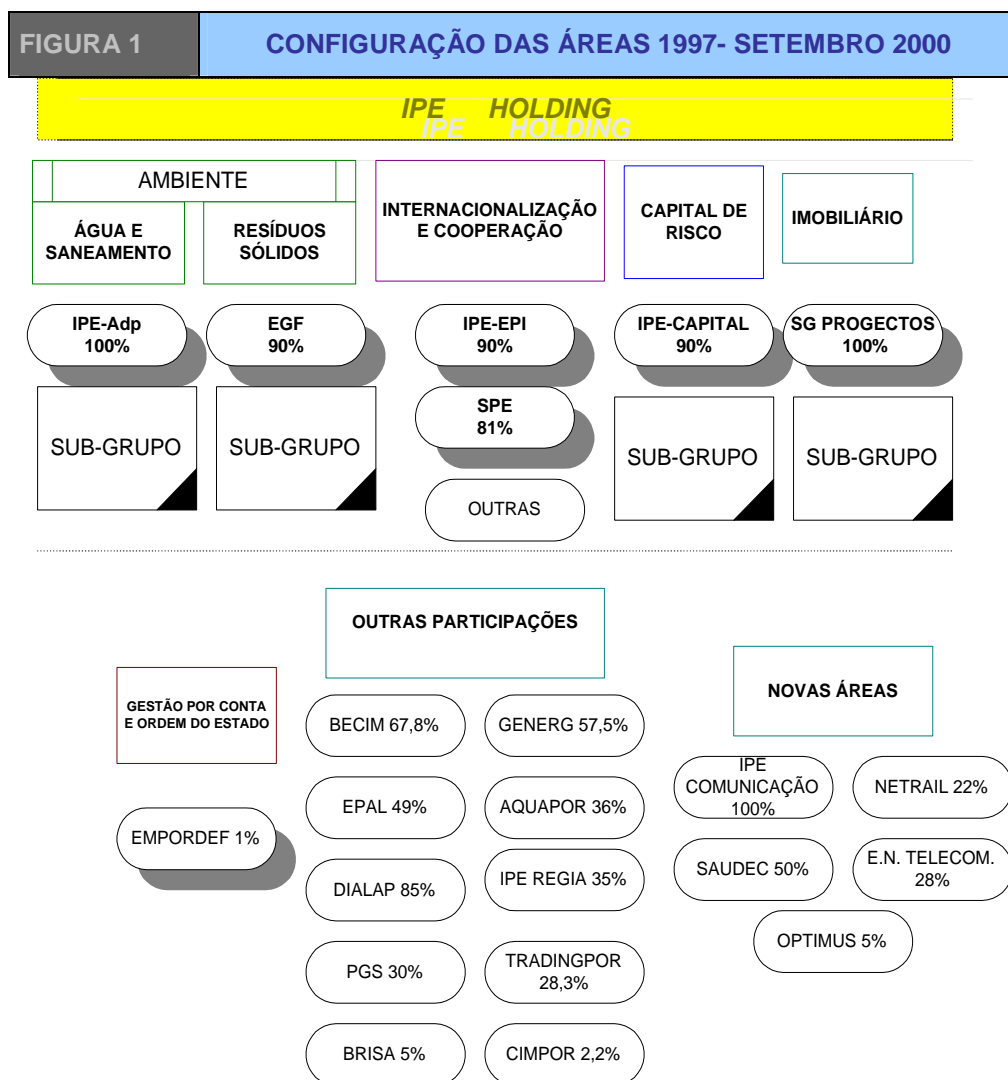 FIGURA 1
CONFIGURAÇÃO DAS ÁREAS 1997- SETEMBRO 2000
IPE HOLDING
AMBIENTE
ÁGUA E
SANEAMENTO
RESÍDUOS
SÓLIDOS
INTERNACIONALIZAÇÃO
E COOPERAÇÃO
CAPITAL DE
RISCO
IMOBILIÁRIO
IPE-Adp
100%
EGF
90%
IPE-EPI
90%
IPE-CAPITAL
90%
SG PROGECTOS
100%
SUB-GRUPO
SUB-GRUPO
SPE
81%
OUTRAS
SUB-GRUPO
SUB-GRUPO
GESTÃO POR CONTA
E ORDEM DO ESTADO
EMPORDEF 1%
OUTRAS PARTICIPAÇÕES
BECIM 67,8%
GENERG 57,5%
EPAL 49%
AQUAPOR 36%
DIALAP 85%
IPE REGIA 35%
PGS 30%
TRADINGPOR
28,3%
BRISA 5%
CIMPOR 2,2%
NOVAS ÁREAS
IPE
COMUNICAÇÃO
100%
NETRAIL 22%
SAUDEC 50%
E.N. TELECOM.
28%
OPTIMUS 5%